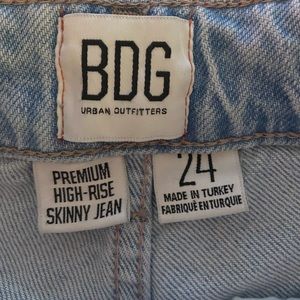 BDG
URBAN OUTFITTERS
PREMIUM
HIGH-RISE
SKINNY JEAN
24
MADE IN TURKEY
FABRIQUÉ EN TURQUIE